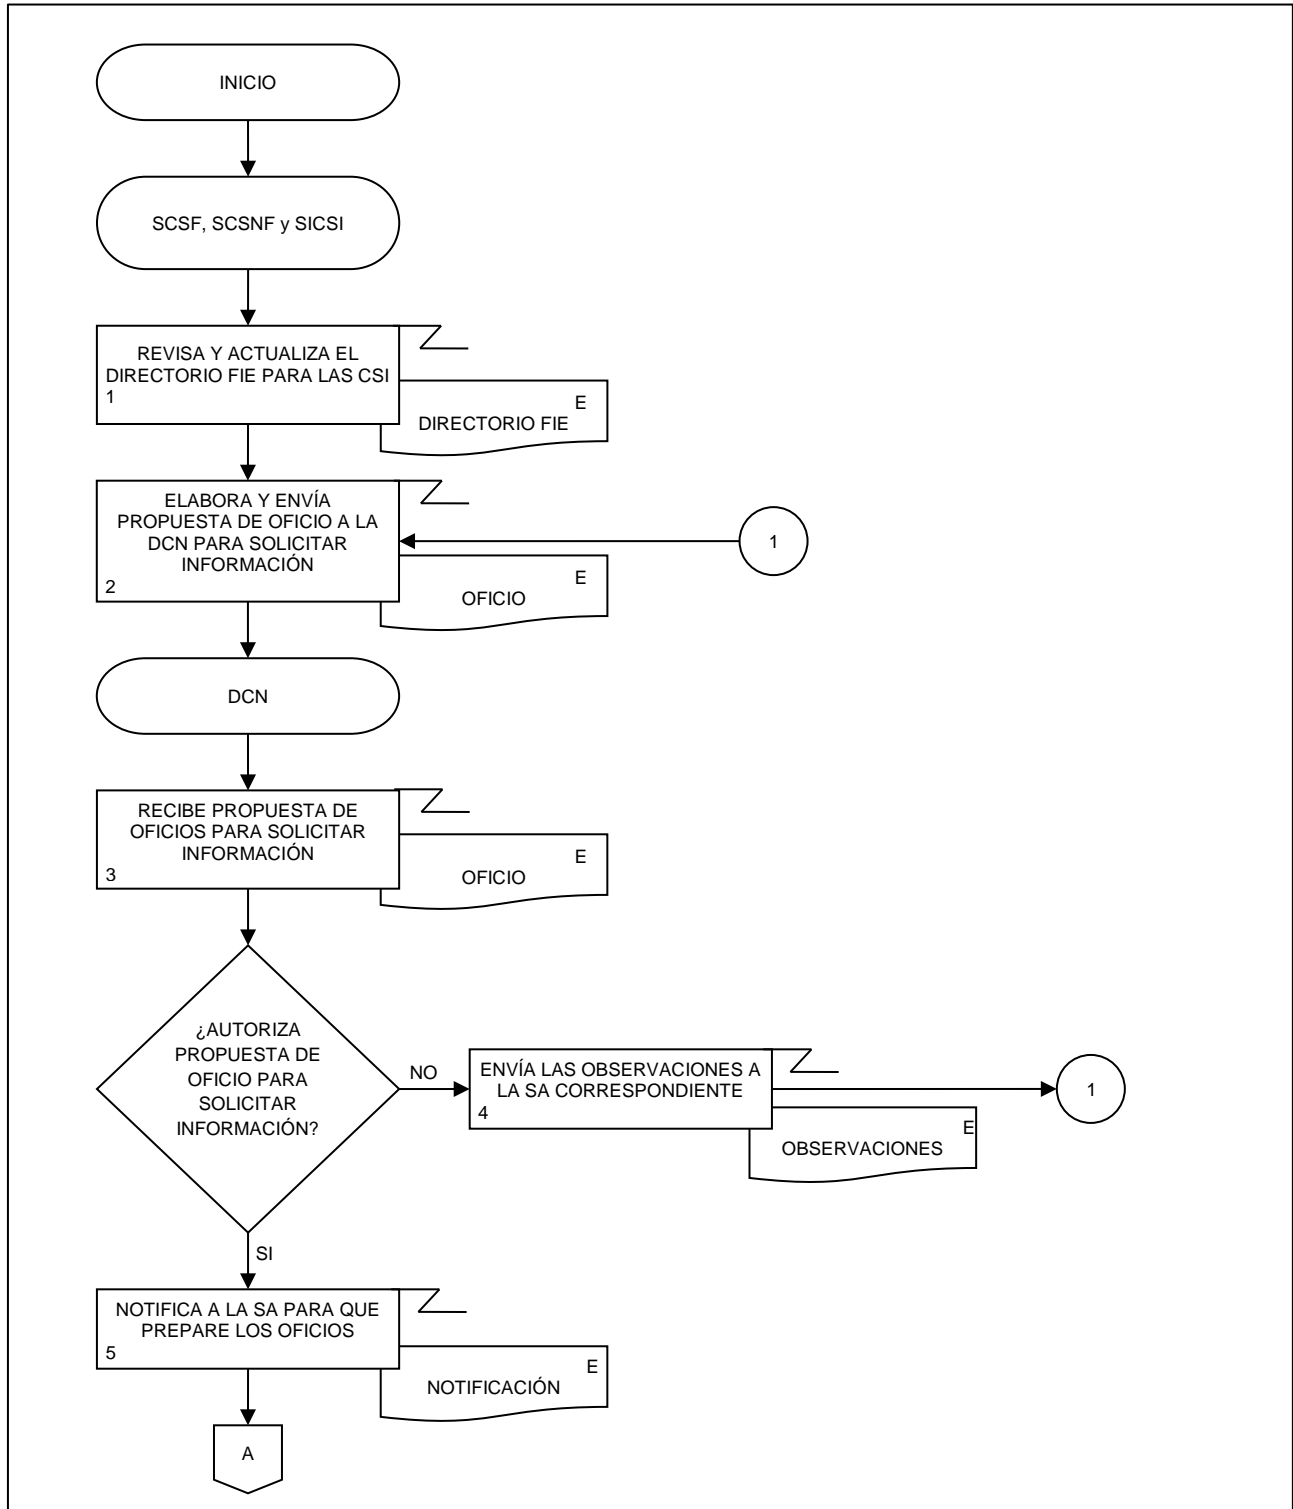 INICIO
SCSF, SCSNF y SICSI
REVISA Y ACTUALIZA EL
DIRECTORIO FIE PARA LAS CSI
1
E
DIRECTORIO FIE
ELABORA Y ENVÍA
PROPUESTA DE OFICIO A LA
DCN PARA SOLICITAR
INFORMACIÓN
2
1
E
OFICIO
DCN
RECIBE PROPUESTA DE
OFICIOS PARA SOLICITAR
INFORMACIÓN
3
E
OFICIO
¿AUTORIZA
PROPUESTA DE
OFICIO PARA
SOLICITAR
INFORMACIÓN?
NO
ENVÍA LAS OBSERVACIONES A
LA SA CORRESPONDIENTE
4
1
E
OBSERVACIONES
SI
NOTIFICA A LA SA PARA QUE
PREPARE LOS OFICIOS
5
E
NOTIFICACIÓN
A